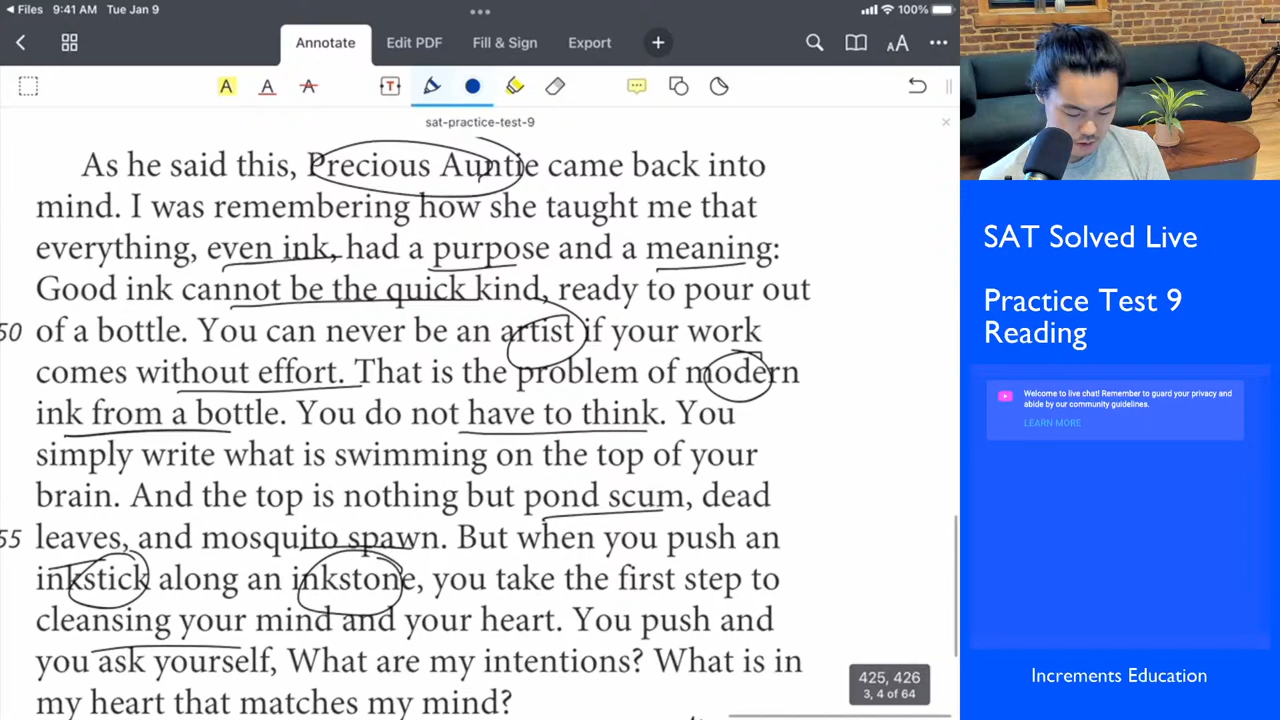 Files 9:41 AM Tue Jan 9 100%
Annotate Edit PDF Fill & Sign Export
sat-practice-test-9
As he said this, Precious Auntie came back into
mind. I was remembering how she taught me that
everything, even ink, had a purpose and a meaning:
Good ink cannot be the quick kind, ready to pour out
50 of a bottle. You can never be an artist if your work
comes without effort. That is the problem of modern
ink from a bottle. You do not have to think. You
simply write what is swimming on the top of your
brain. And the top is nothing but pond scum, dead
55 leaves, and mosquito spawn. But when you push an
inkstick along an inkstone, you take the first step to
cleansing your mind and your heart. You push and
you ask yourself, What are my intentions? What is in
my heart that matches my mind?
425, 426
3, 4 of 64
SAT Solved Live
Practice Test 9
Reading
Welcome to live chat! Remember to guard your privacy and
abide by our community guidelines.
LEARN MORE
Increments Education